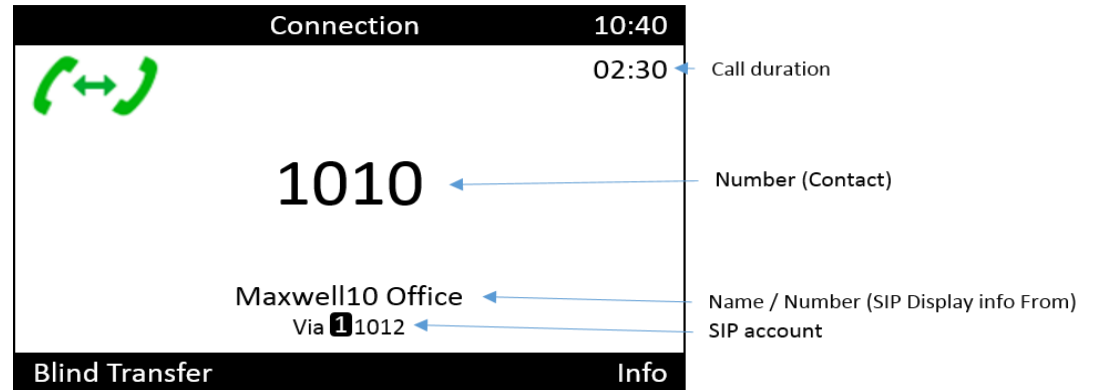 Connection 10:40
02:30 Call duration
1010 Number (Contact)
Maxwell10 Office Name / Number (SIP Display info From)
Via 1 1012 SIP account
Blind Transfer Info